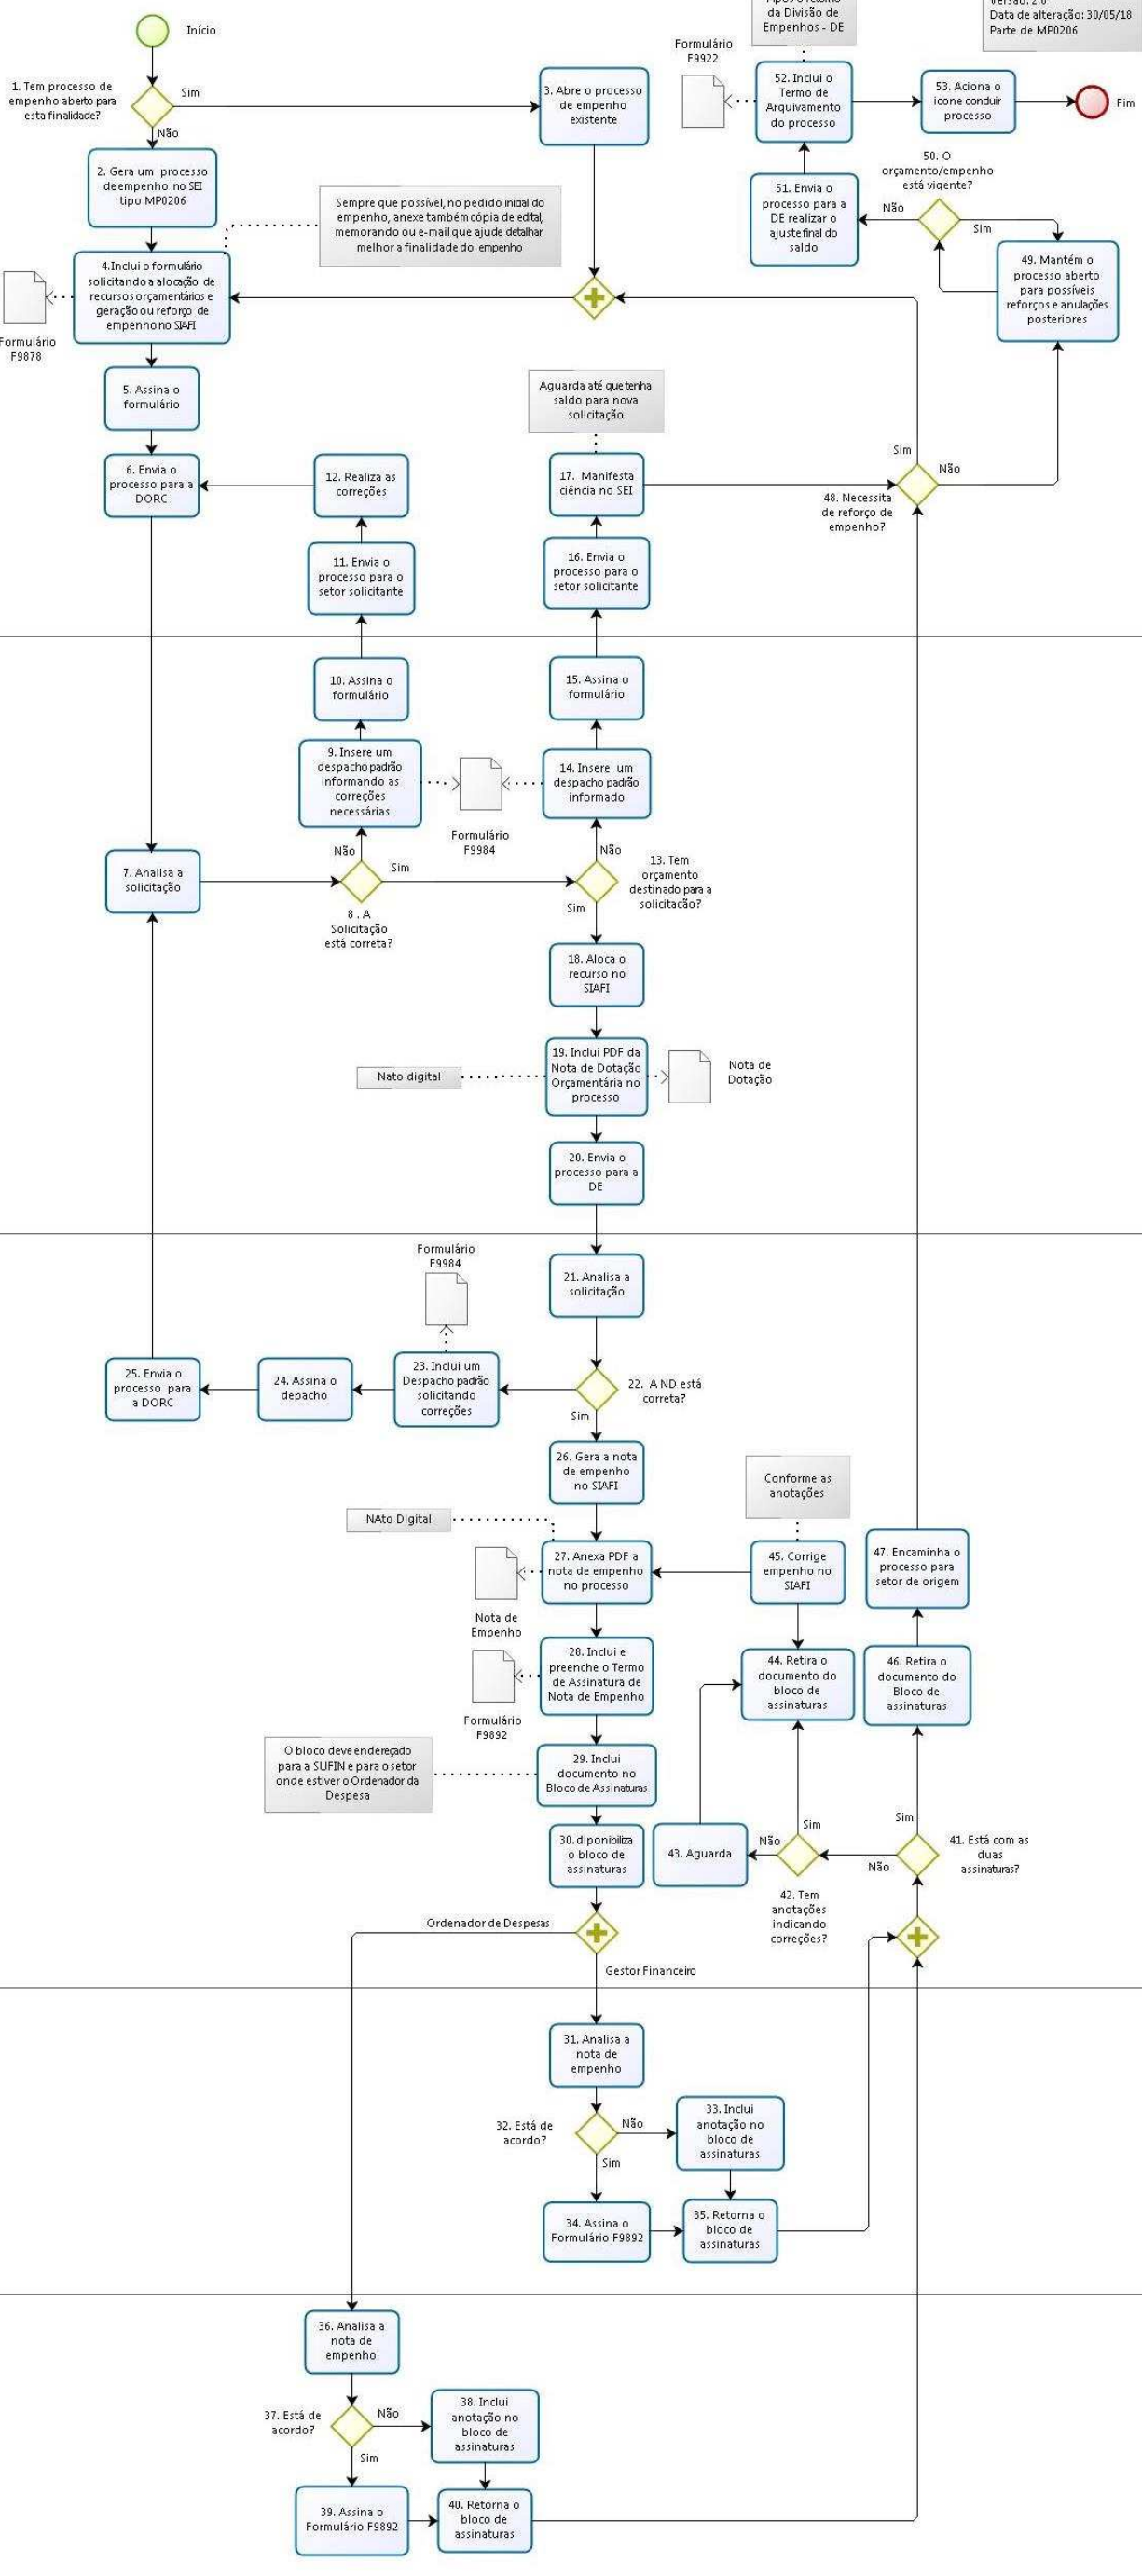 Início
1. Tem processo de
empenho aberto para
esta finalidade?
Sim
Não
2. Gera um processo
de empenho no SEI
tipo MP0206
3. Abre o processo
de empenho
existente
Formulário
F9922
da Divisão de
Empenhos - DE
Data de alteração: 30/05/18
Parte de MP0206
52. Inclui o
Termo de
Arquivamento
do processo
53. Aciona o
icone conduir
processo
Fim
50. O
orçamento/empenho
está vigente?
Não
Sim
51. Envia o
processo para a
DE realizar o
ajuste final do
saldo
49. Mantém o
processo aberto
para possíveis
reforços e anulações
posteriores
Sempre que possível, no pedido inicial do
empenho, anexe também cópia de edital,
memorando ou e-mail que ajude detalhar
melhor a finalidade do empenho
4.Inclui o formulário
solicitando a alocação de
recursos orçamentários e
geração ou reforço de
empenho no SIAFI
Formulário
F9878
5. Assina o
formulário
6. Envia o
processo para a
DORC
12. Realiza as
correções
11. Envia o
processo para o
setor solicitante
Aguarda até que tenha
saldo para nova
solicitação
17. Manifesta
ciência no SEI
16. Envia o
processo para o
setor solicitante
Sim
Não
48. Necessita
de reforço de
empenho?
10. Assina o
formulário
9. Insere um
despacho padrão
informando as
correções
necessárias
15. Assina o
formulário
14. Insere um
despacho padrão
informado
Formulário
F9984
7. Analisa a
solicitação
Não
Sim
8 . A
Solicitação
está correta?
Não
Sim
13. Tem
orçamento
destinado para a
solicitacão?
18. Aloca o
recurso no
SIAFI
19. Inclui PDF da
Nota de Dotação
Orçamentária no
processo
Nato digital
Nota de
Dotação
20. Envia o
processo para a
DE
21. Analisa a
solicitação
Formulário
F9984
22. A ND está
correta?
Sim
23. Inclui um
Despacho padrão
solicitando
correções
24. Assina o
depacho
25. Envia o
processo para
a DORC
26. Gera a nota
de empenho
no SIAFI
NAto Digital
27. Anexa PDF a
nota de empenho
no processo
Nota de
Empenho
28. Inclui e
preenche o Termo
de Assinatura de
Nota de Empenho
Formulário
F9892
Conforme as
anotações
45. Corrige
empenho no
SIAFI
47. Encaminha o
processo para
setor de origem
44. Retira o
documento do
bloco de
assinaturas
46. Retira o
documento do
Bloco de
assinaturas
O bloco deve endereçado
para a SUFIN e para o setor
onde estiver o Ordenador da
Despesa
29. Inclui
documento no
Bloco de Assinaturas
30. diponibiliza
o bloco de
assinaturas
43. Aguarda
Não
Sim
42. Tem
anotações
indicando
correções?
Não
Sim
41. Está com as
duas
assinaturas?
Ordenador de Despesas
Gestor Financeiro
31. Analisa a
nota de
empenho
32. Está de
acordo?
Não
Sim
33. Inclui
anotação no
bloco de
assinaturas
34. Assina o
Formulário F9892
35. Retorna o
bloco de
assinaturas
36. Analisa a
nota de
empenho
37. Está de
acordo?
Não
Sim
38. Inclui
anotação no
bloco de
assinaturas
39. Assina o
Formulário F9892
40. Retorna o
bloco de
assinaturas